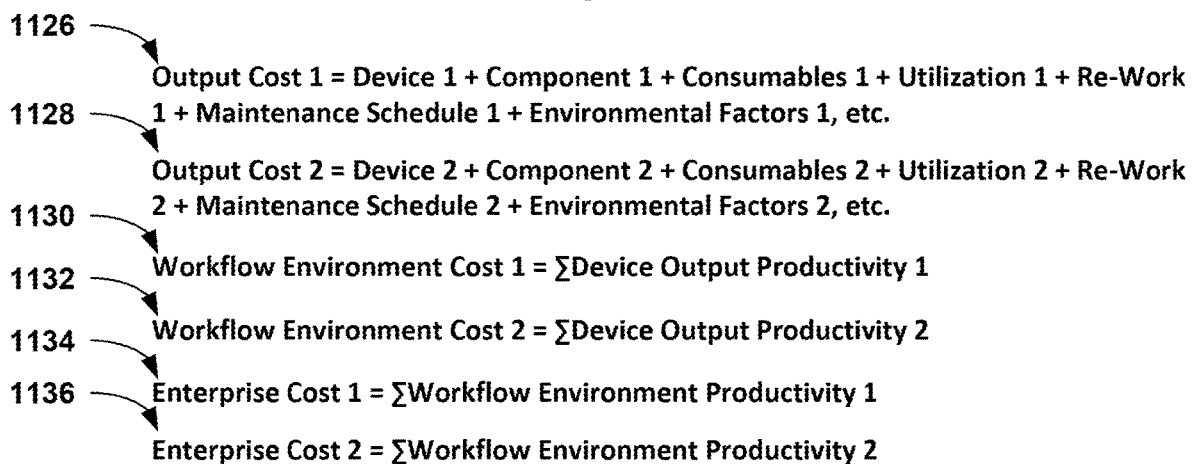 1126
Output Cost 1 = Device 1 + Component 1 + Consumables 1 + Utilization 1 + Re-Work
1128
1 + Maintenance Schedule 1 + Environmental Factors 1, etc.
Output Cost 2 = Device 2 + Component 2 + Consumables 2 + Utilization 2 + Re-Work
2 + Maintenance Schedule 2 + Environmental Factors 2, etc.
1130
Workflow Environment Cost 1 = ∑Device Output Productivity 1
1132
Workflow Environment Cost 2 = ∑Device Output Productivity 2
1134
Enterprise Cost 1 = ∑Workflow Environment Productivity 1
1136
Enterprise Cost 2 = ∑Workflow Environment Productivity 2